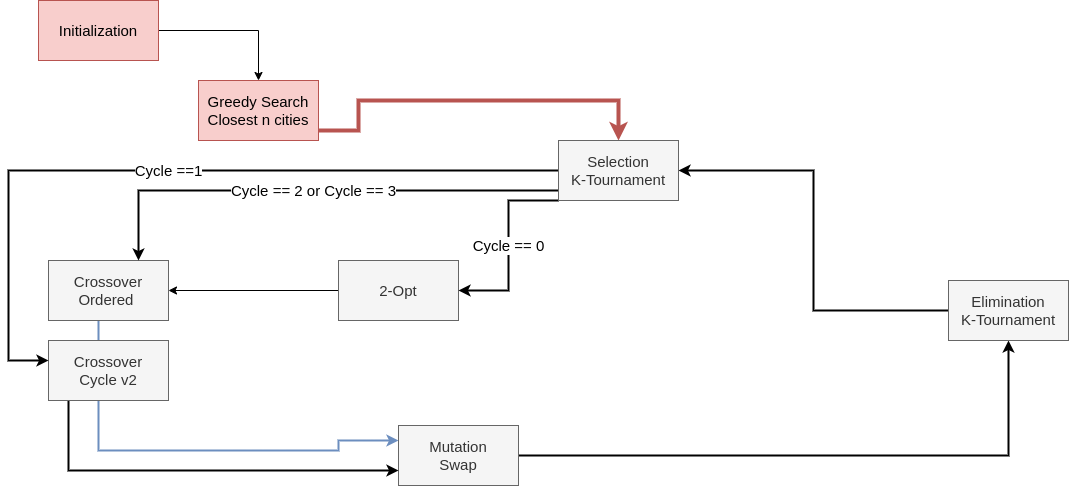 Initialization
Greedy Search
Closest n cities
Selection
K-Tournament
Cycle ==1
Cycle == 2 or Cycle == 3
Cycle == 0
Crossover
Ordered
2-Opt
Elimination
K-Tournament
Crossover
Cycle v2
Mutation
Swap